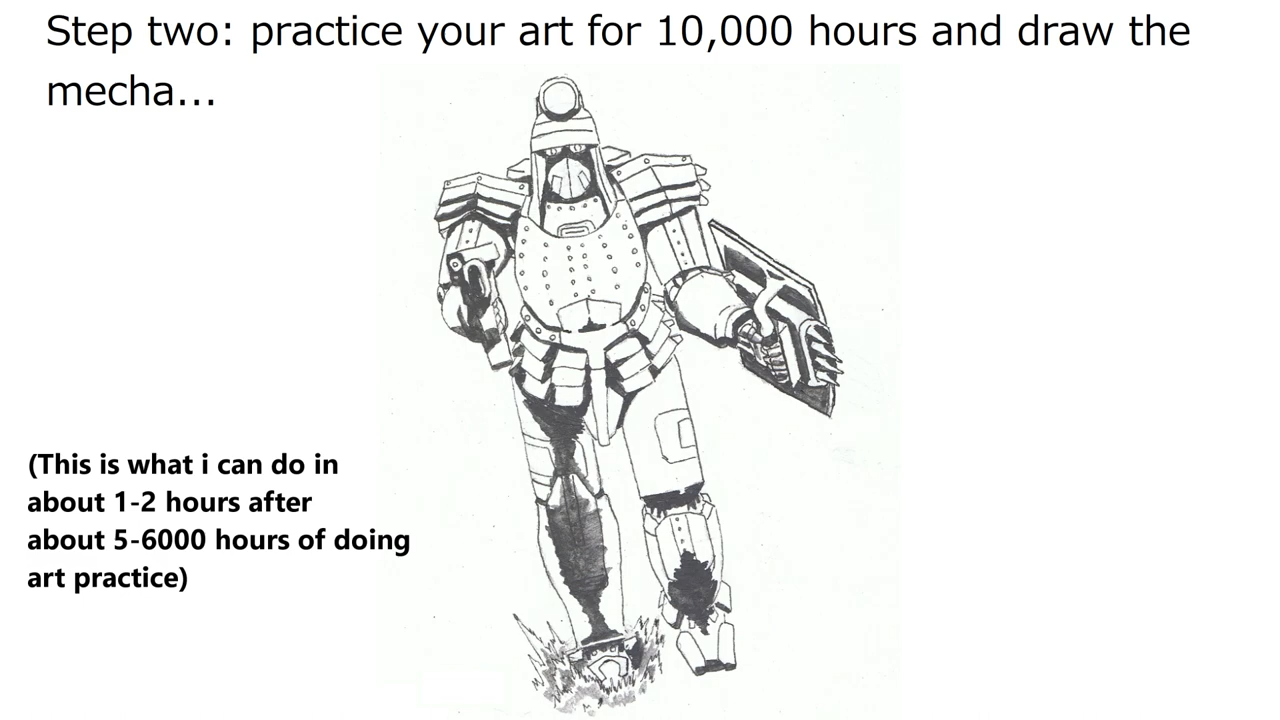 Step two: practice your art for 10,000 hours and draw the
mecha...
(This is what i can do in
about 1-2 hours after
about 5-6000 hours of doing
art practice)